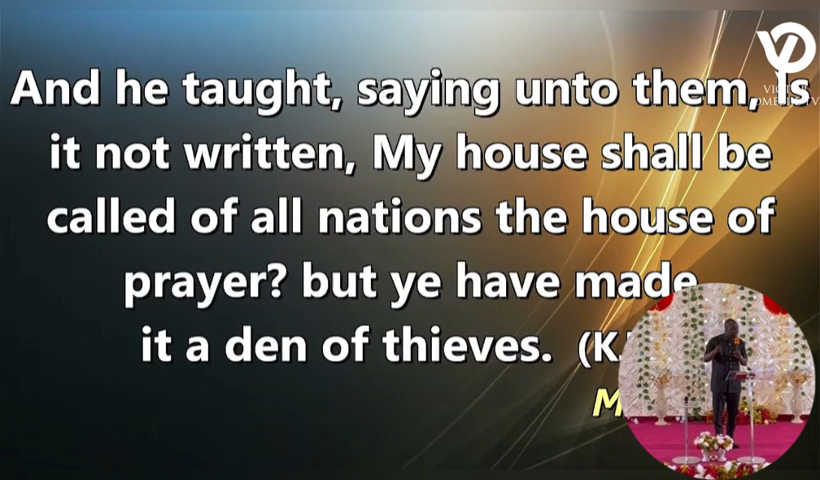 And he taught, saying unto them, Is
it not written, My house shall be
called of all nations the house of
prayer? but ye have made
it a den of thieves.